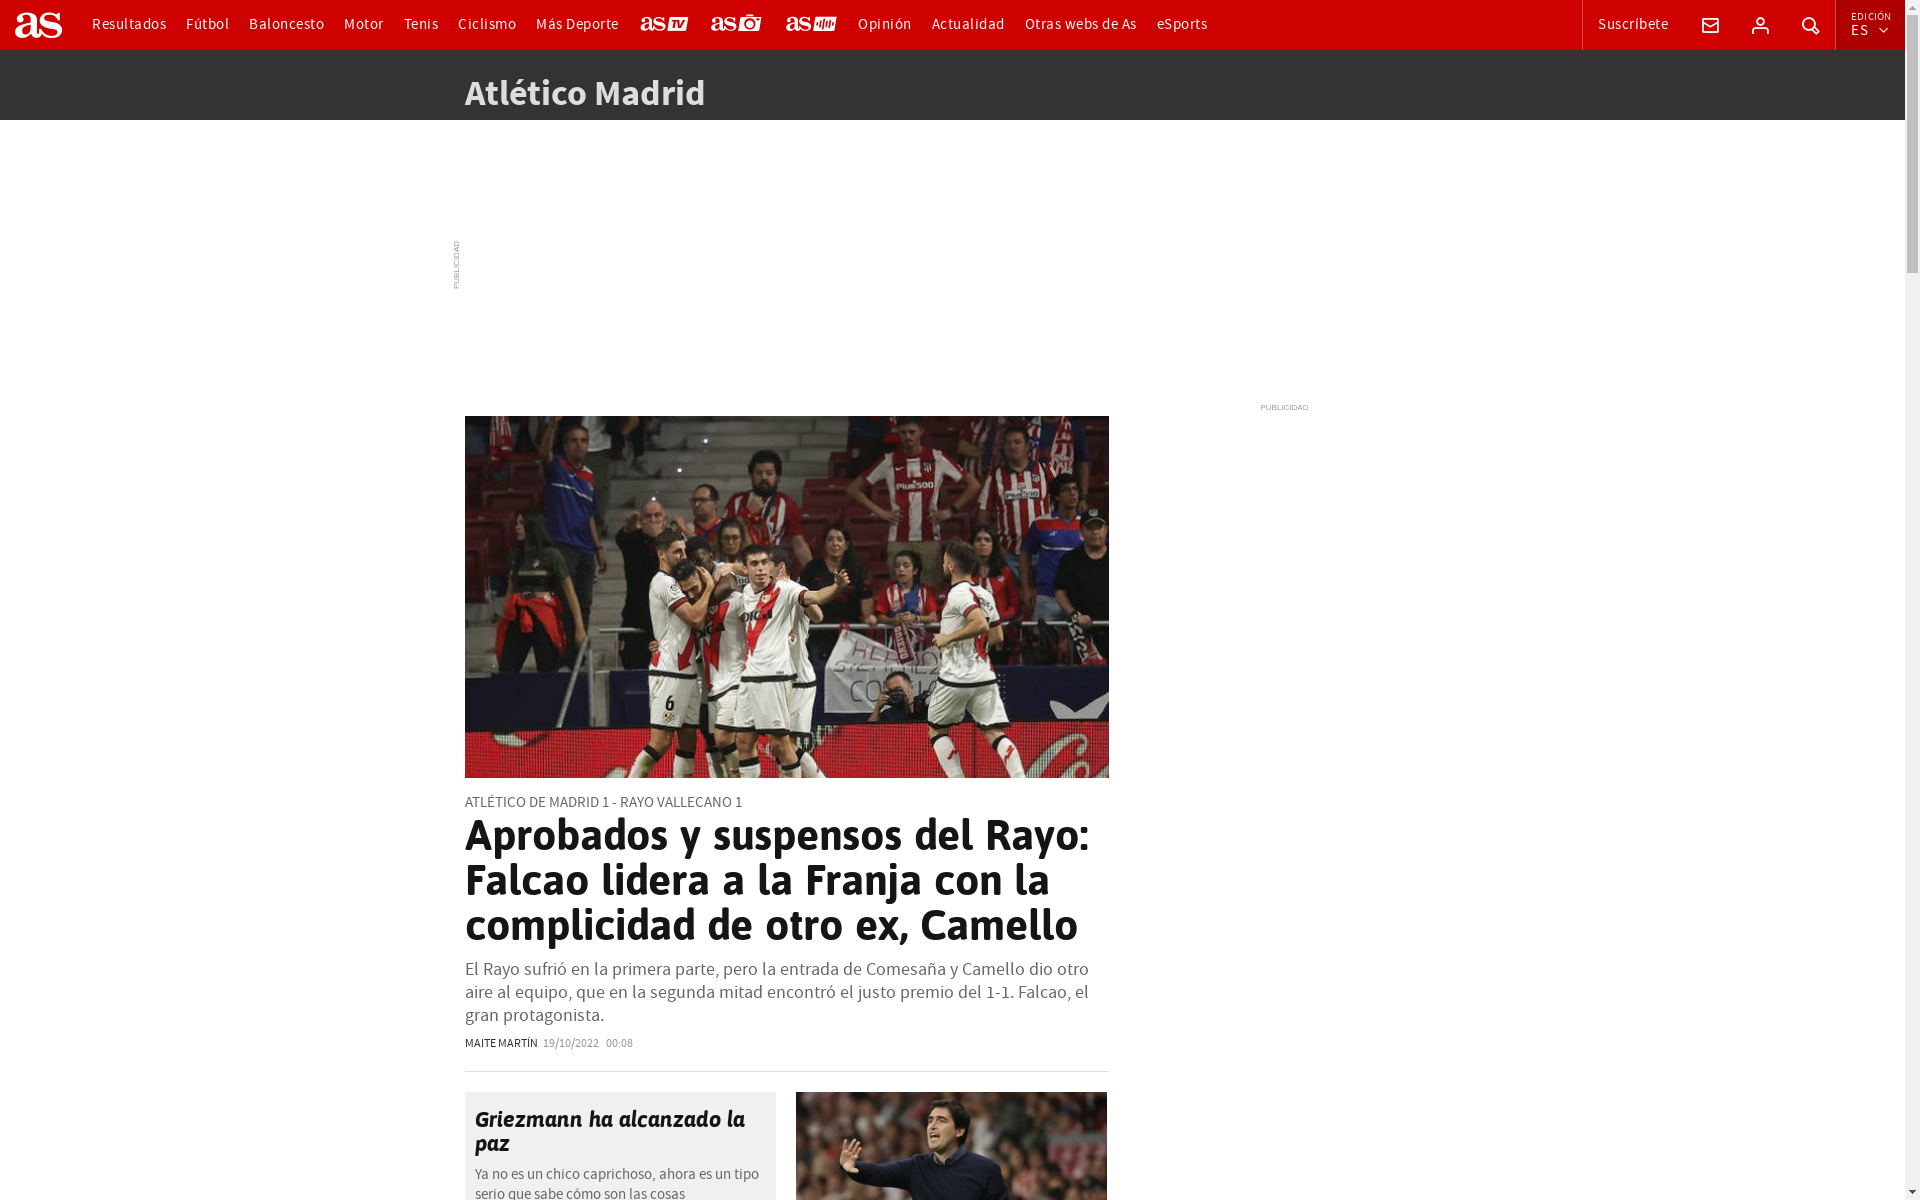 as
Resultados
Fútbol
Baloncesto
Motor
Tenis
Ciclismo
Más Deporte
as TV
as
as
Opinión
Actualidad
Otras webs de As
eSports
Suscríbete
EDICIÓN
ES
Atlético Madrid
PUBLICIDAD
PUBLICIDAD
Plus500
Plus500
6
ATLÉTICO DE MADRID 1 - RAYO VALLECANO 1
Aprobados y suspensos del Rayo:
Falcao lidera a la Franja con la
complicidad de otro ex, Camello
El Rayo sufrió en la primera parte, pero la entrada de Comesaña y Camello dio otro
aire al equipo, que en la segunda mitad encontró el justo premio del 1-1. Falcao, el
gran protagonista.
MAITE MARTÍN 19/10/2022 00:08
Griezmann ha alcanzado la
paz
Ya no es un chico caprichoso, ahora es un tipo
serio que sabe cómo son las cosas